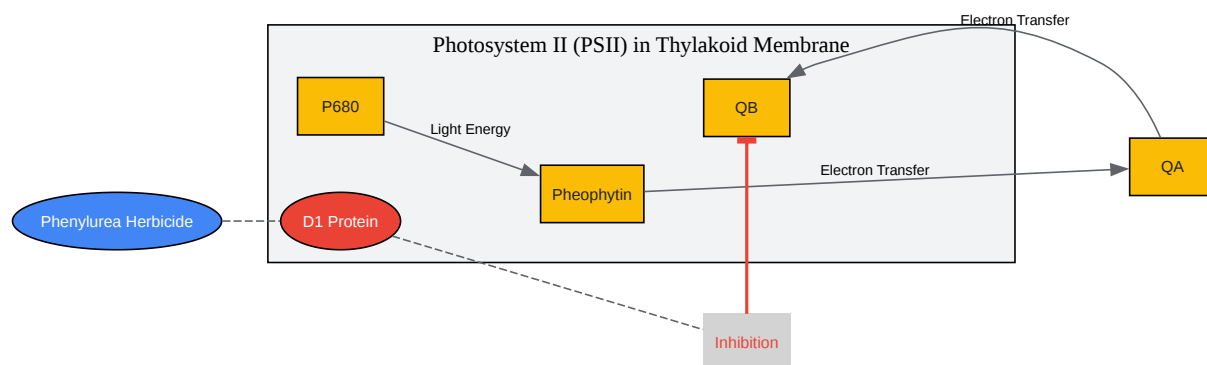 Electron Transfer
Photosystem II (PSII) in Thylakoid Membrane
P680
QB
Light Energy
Pheophytin
Electron Transfer
QA
Phenylurea Herbicide
D1 Protein
Inhibition